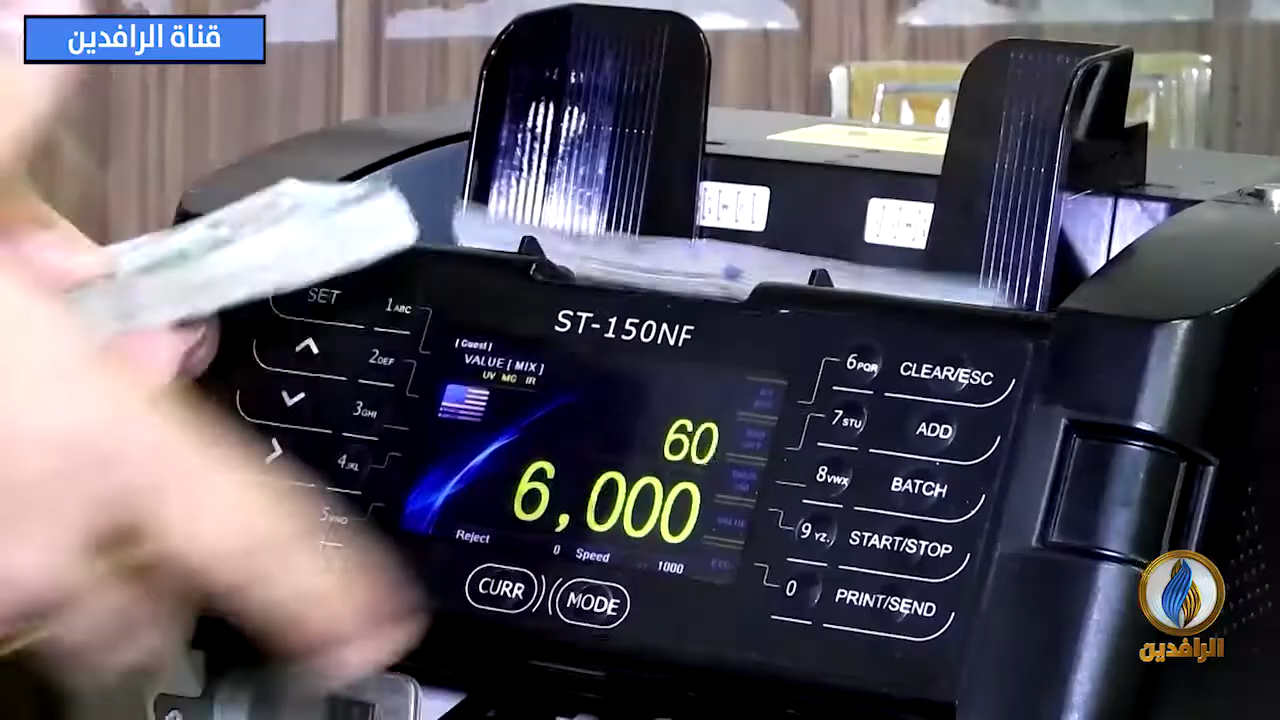 قناة الرافدين
ST-150NF
SET
1ABC
2DEF
3GHI
4JKL
[Guest]
VALUE [ MIX ]
UV MG IR
60
6,000
Reject 0 Speed 1000
CURR
MODE
6PQR CLEAR/ESC
7STU ADD
8VWX BATCH
9YZ. START/STOP
0 PRINT/SEND
الرافدين